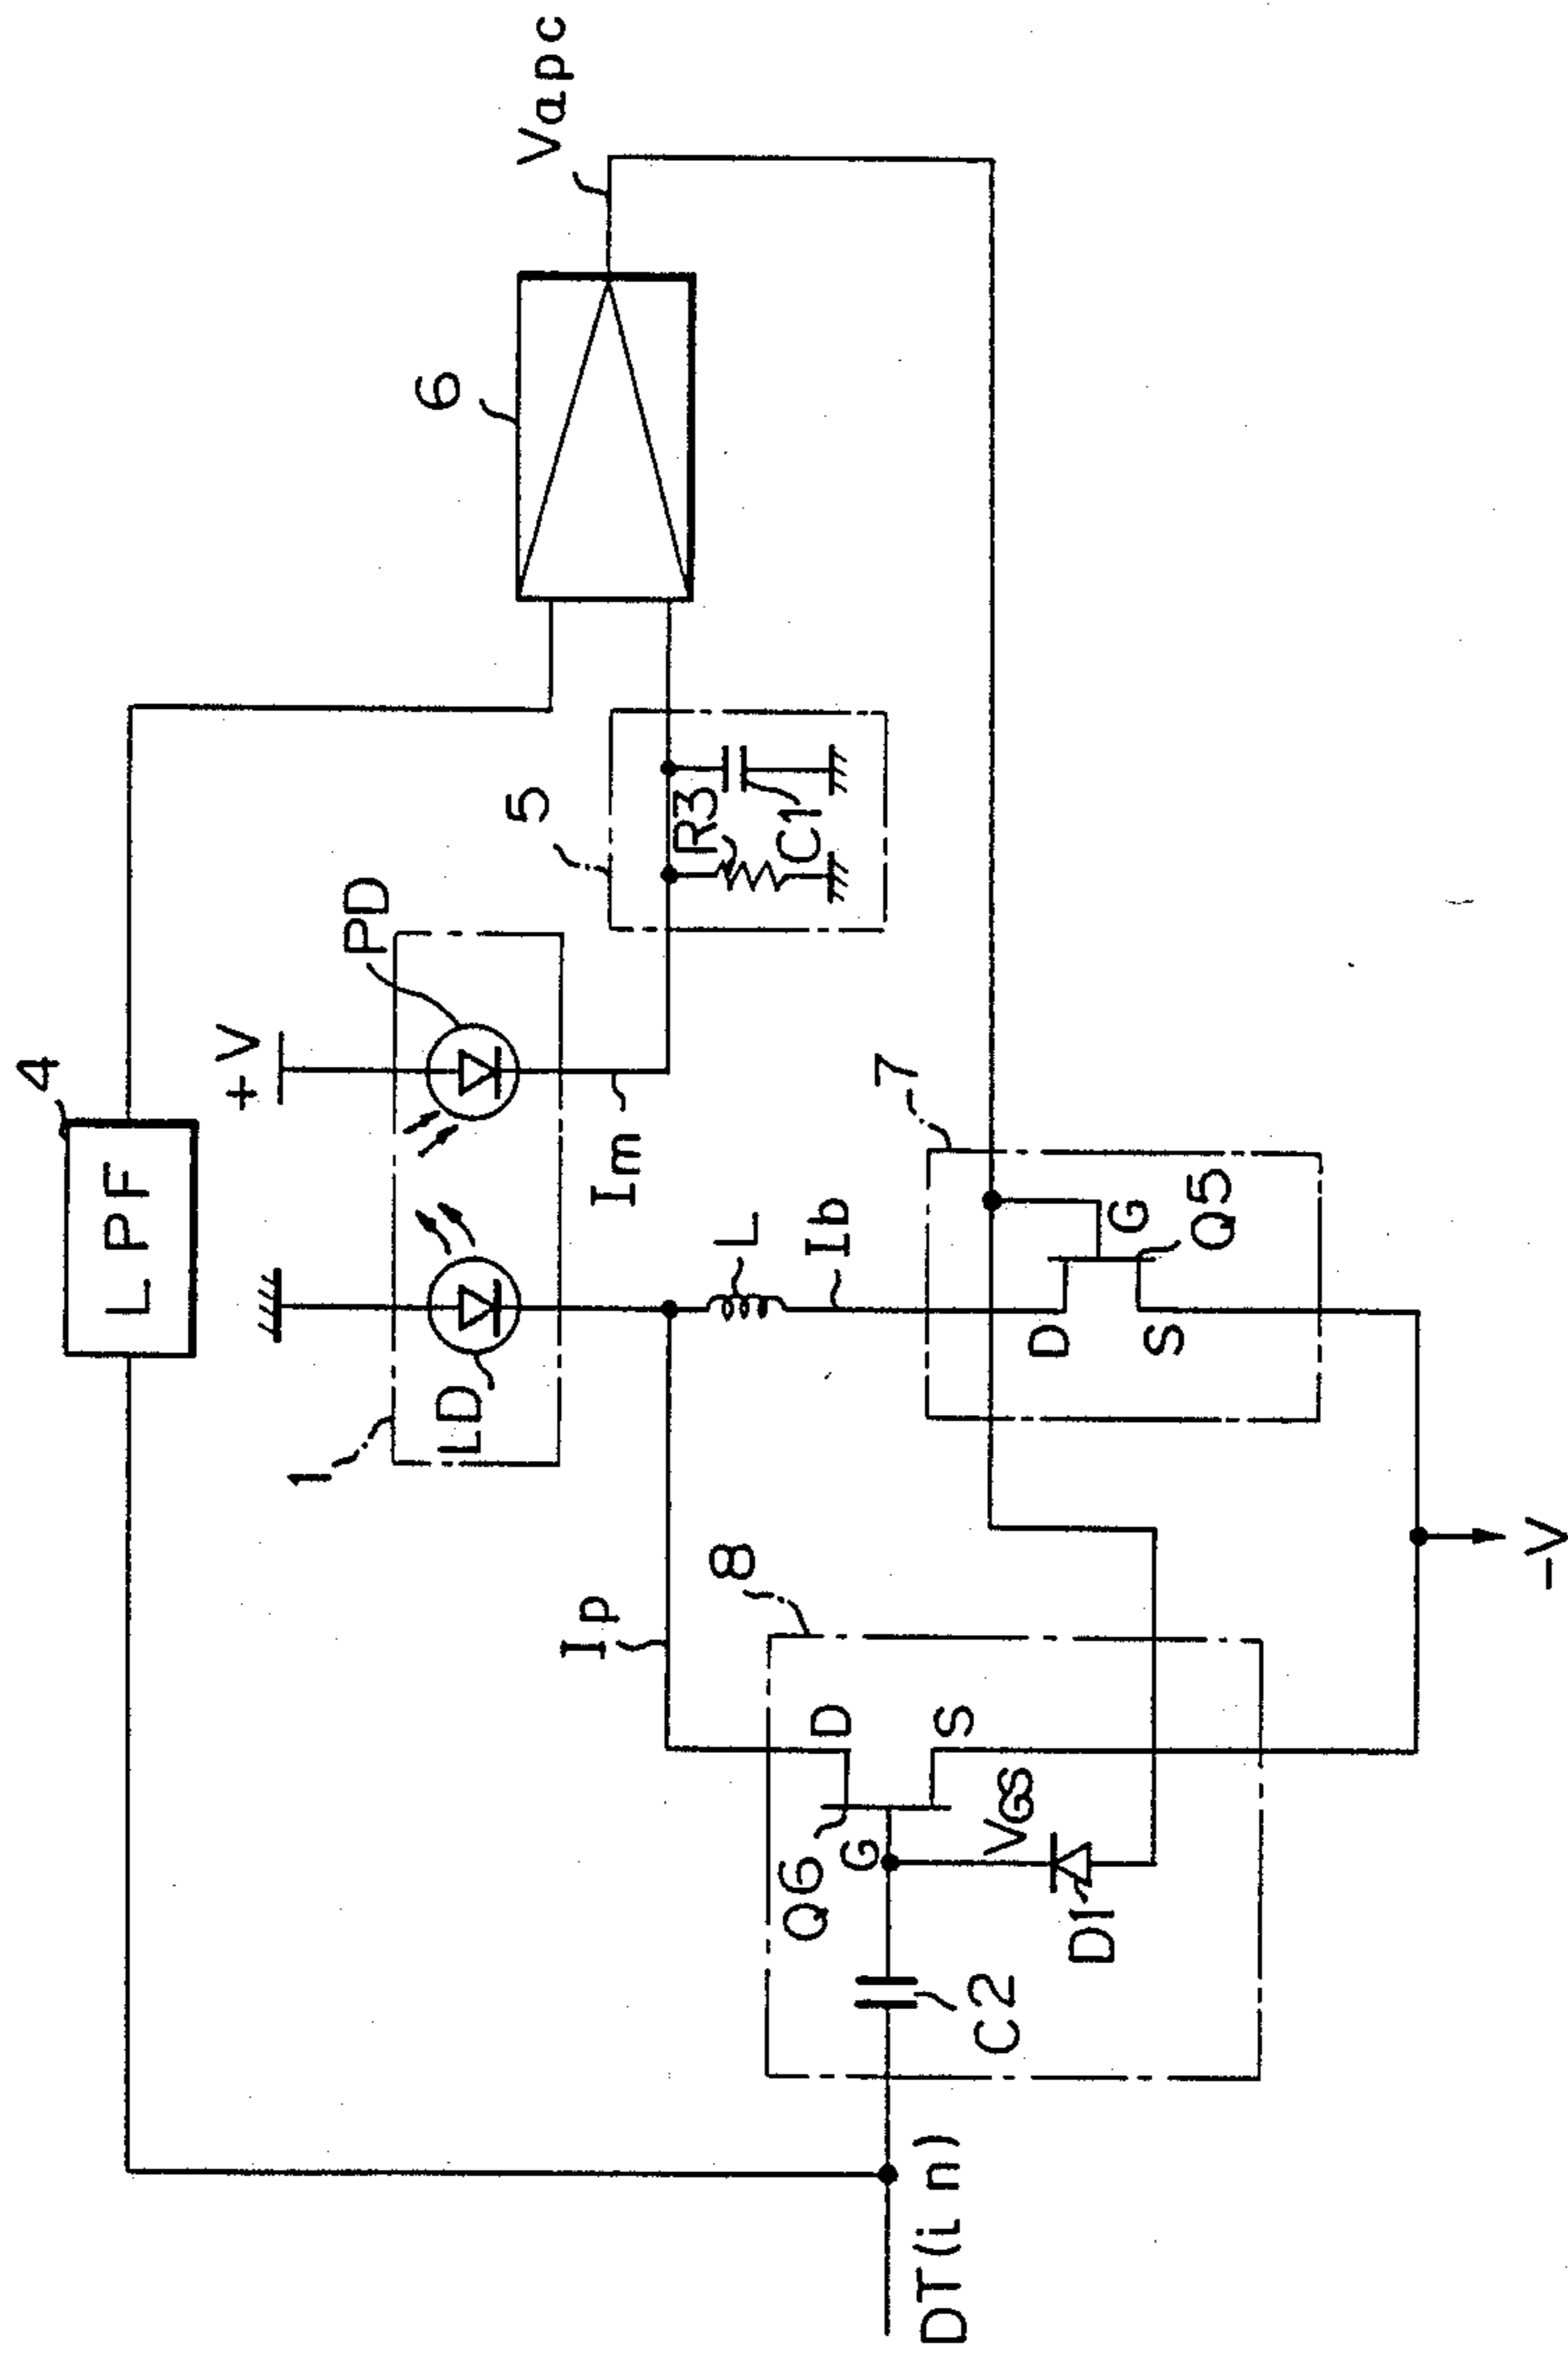 4
LPF
+V
6
Vapc
1
LD
PD
5
R3
C1
Im
Ip
L
Ib
7
8
Q6
D
G
S
VGS
C2
D1
D
G
S
Q5
DT(in)
-V